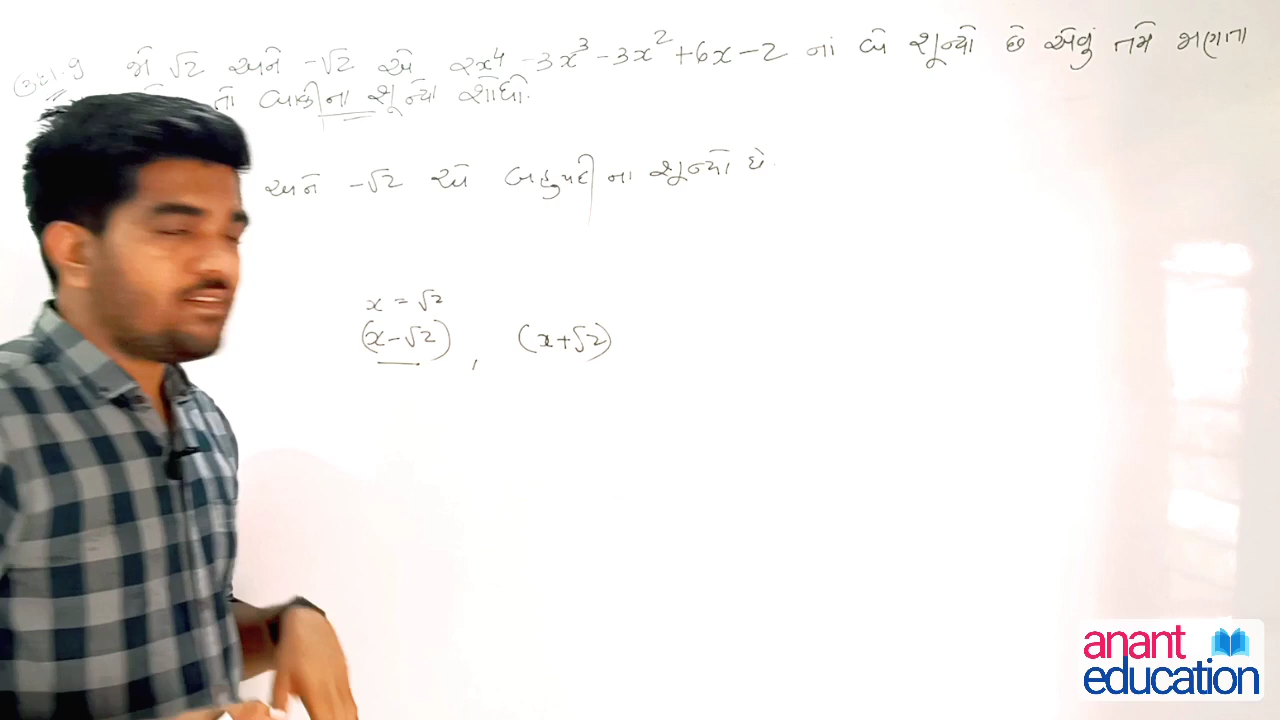 ઉદા.9 જો √2 અને -√2 એ 2x⁴ - 3x³ - 3x² + 6x - 2 નાં બે શૂન્યો છે એવું તમે જાણતા
તો બાકીના શૂન્યો શોધો.
અને -√2 એ બહુપદી ના શૂન્યો છે.
x = √2
(x-√2) , (x+√2)
anant
education